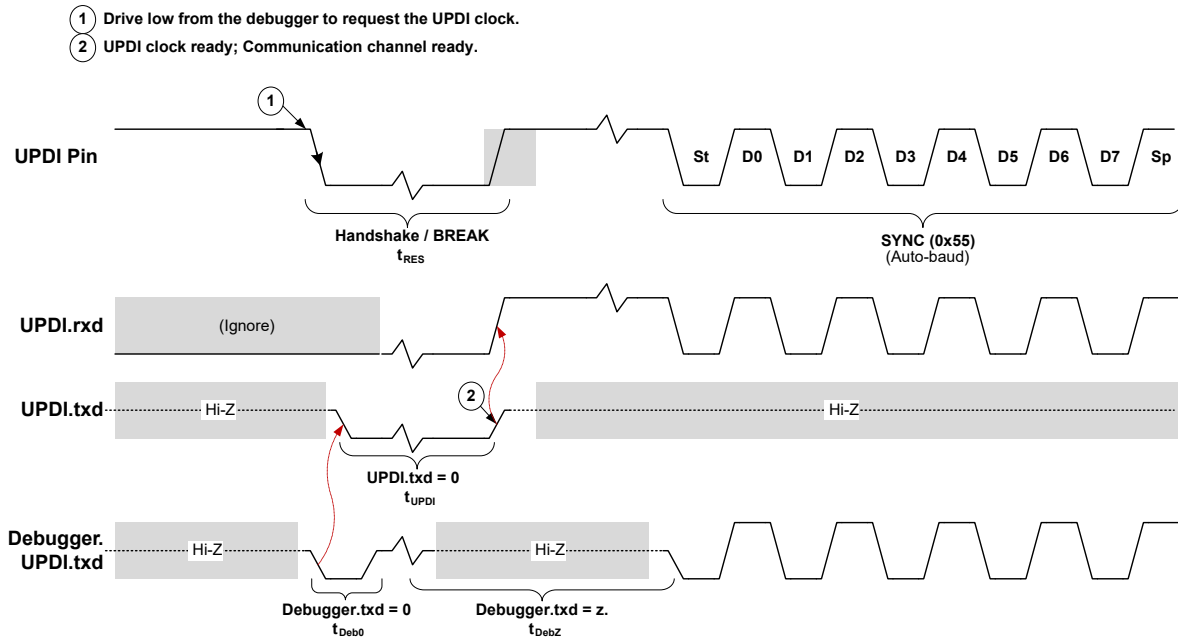 1 Drive low from the debugger to request the UPDI clock.
2 UPDI clock ready; Communication channel ready.
1
UPDI Pin
St D0 D1 D2 D3 D4 D5 D6 D7 Sp
Handshake / BREAK
tRES
SYNC (0x55)
(Auto-baud)
UPDI.rxd
(Ignore)
2
UPDI.txd
Hi-Z
Hi-Z
UPDI.txd = 0
tUPDI
Debugger.
UPDI.txd
Hi-Z
Hi-Z
Debugger.txd = 0
tDeb0
Debugger.txd = z.
tDebZ